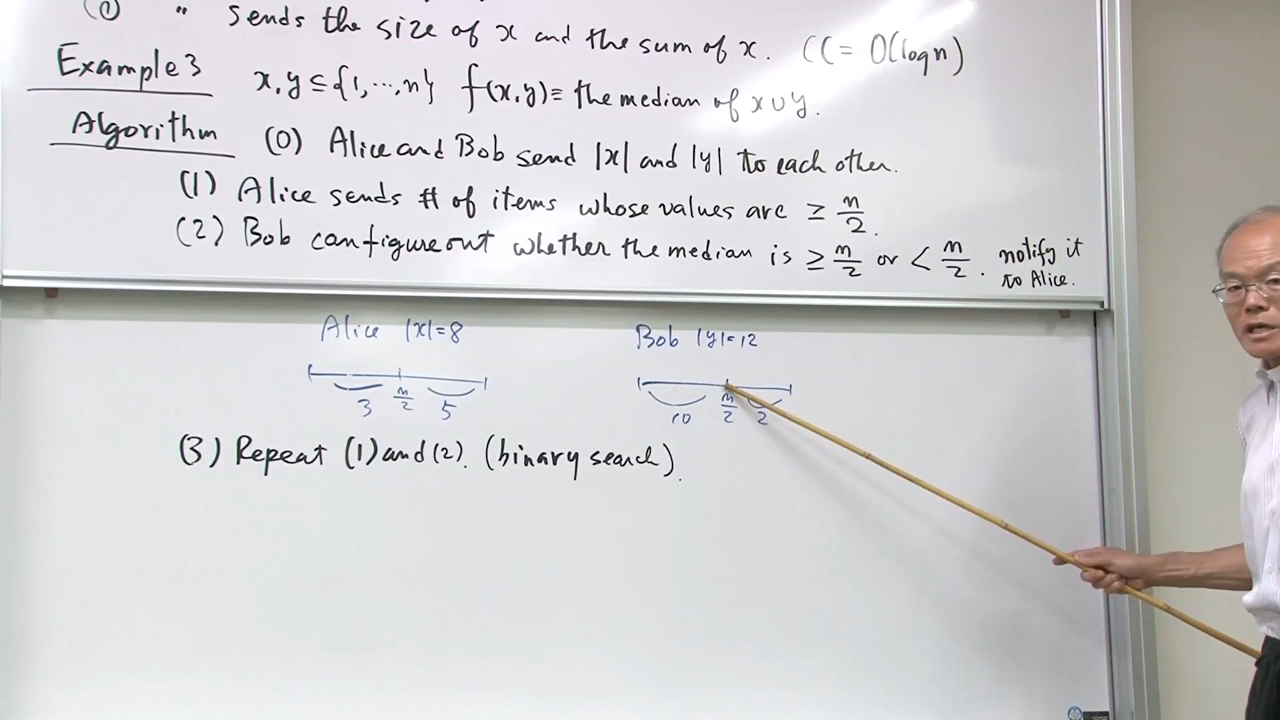 (1) " sends the size of x and the sum of x. CC = O(log n)
Example 3 x, y ⊆ {1, ..., n} f(x, y) ≡ the median of x ∪ y.
Algorithm (0) Alice and Bob send |x| and |y| to each other.
(1) Alice sends # of items whose values are ≥ n/2.
(2) Bob can figure out whether the median is ≥ n/2 or < n/2. notify it to Alice.
Alice |x|=8 Bob |y|=12
3 n/2 5 10 n/2 2
(3) Repeat (1) and (2). (binary search).